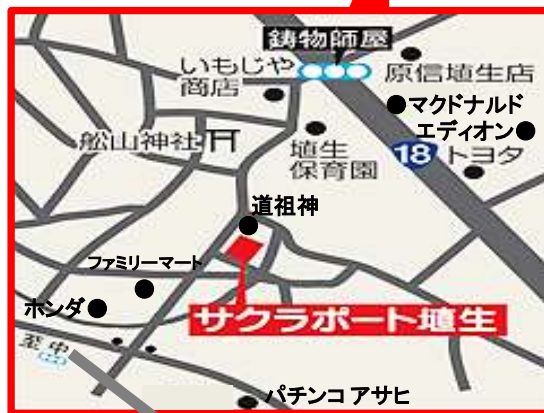 鋳物師屋
いもじや
商店
原信埴生店
マクドナルド
エディオン
船山神社
埴生
保育園
18
トヨタ
道祖神
ファミリーマート
ホンダ
サクラポート埴生
至中
パチンコ アサヒ